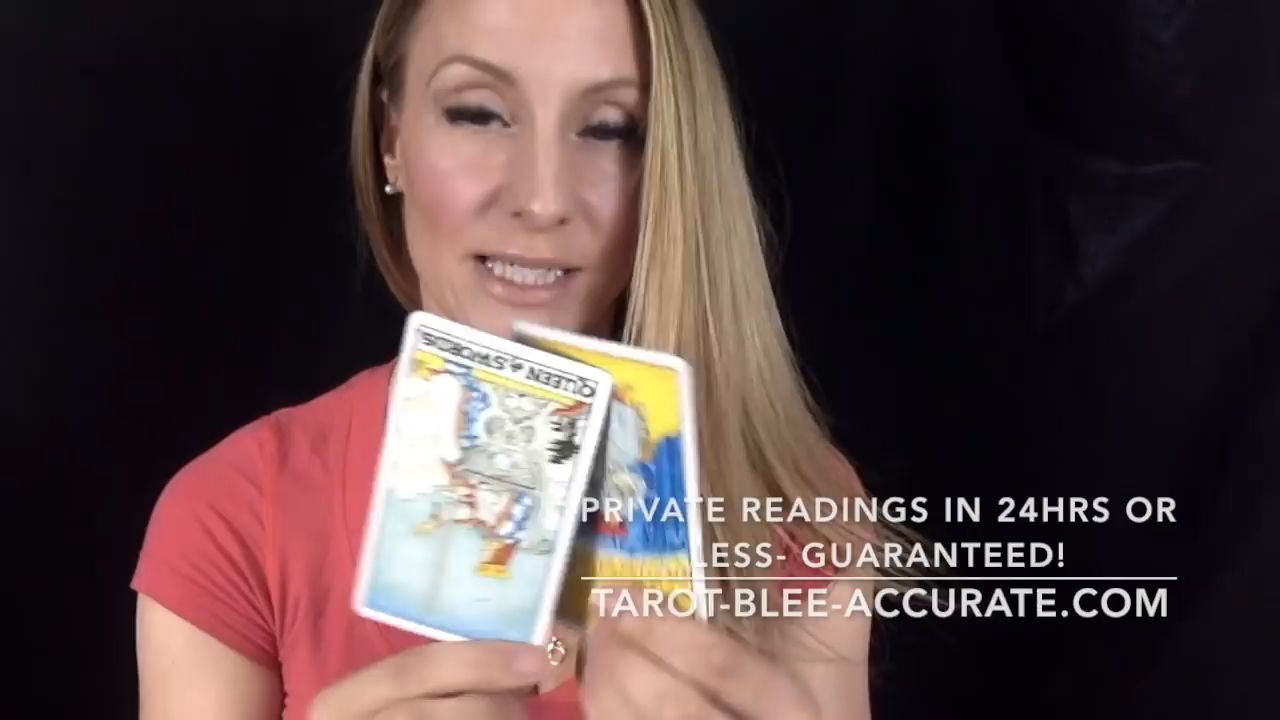 QUEEN of SWORDS
PRIVATE READINGS IN 24HRS OR
LESS- GUARANTEED!
TAROT-BLEE-ACCURATE.COM